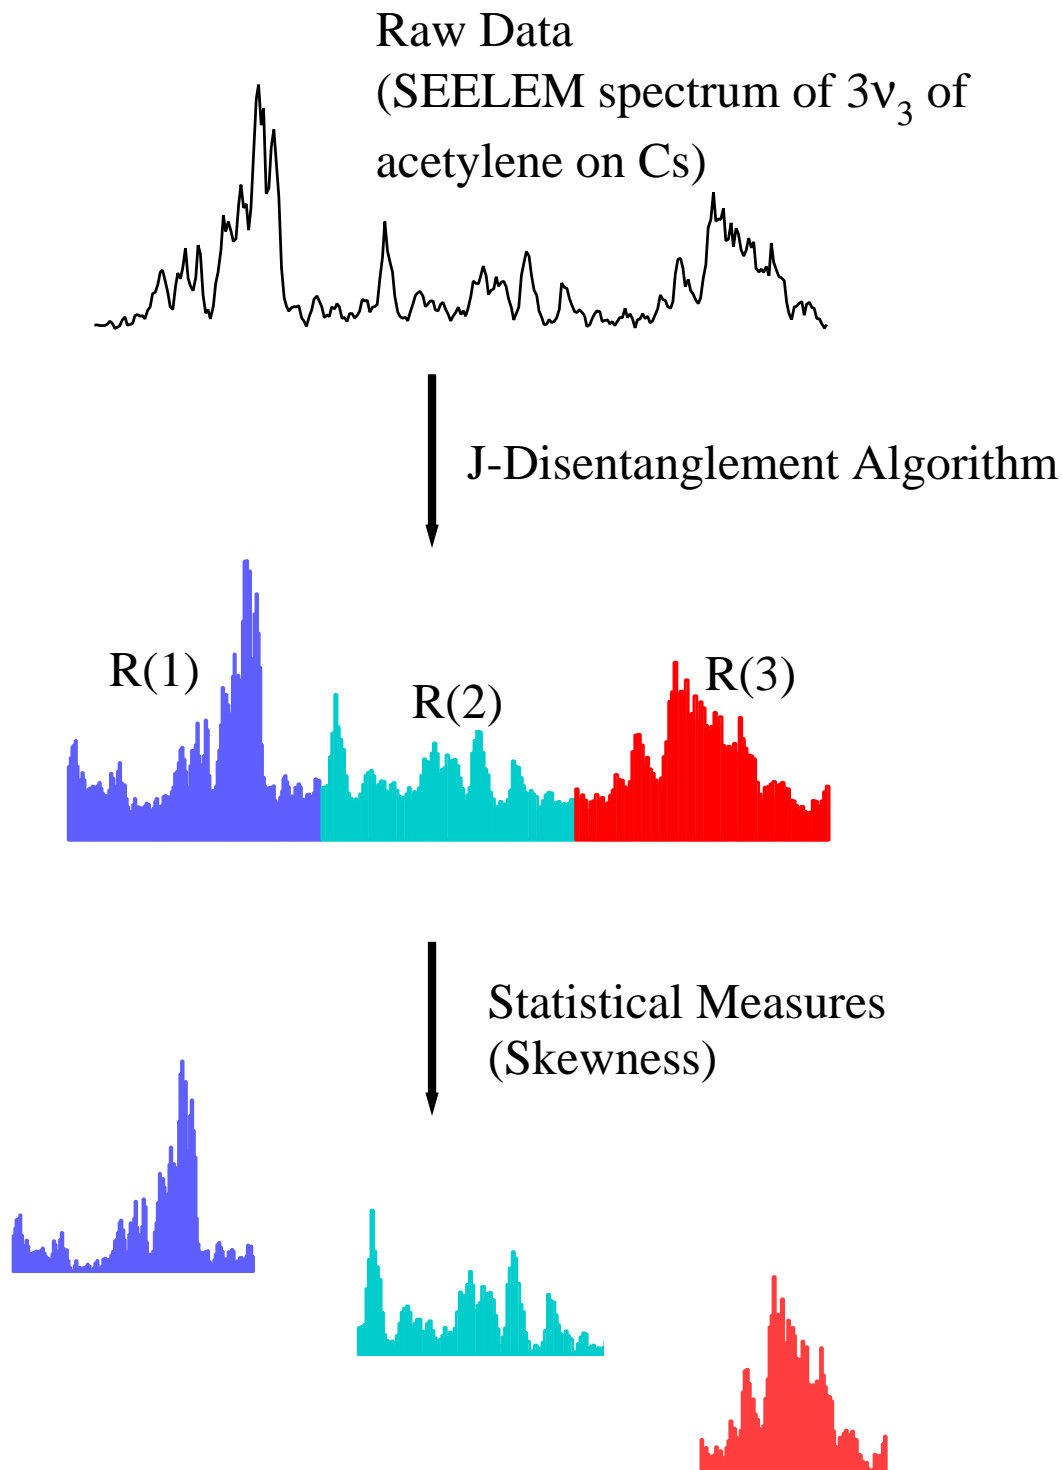 Raw Data
(SEELEM spectrum of 3ν₃ of
acetylene on Cs)
J-Disentanglement Algorithm
R(1)
R(2)
R(3)
Statistical Measures
(Skewness)